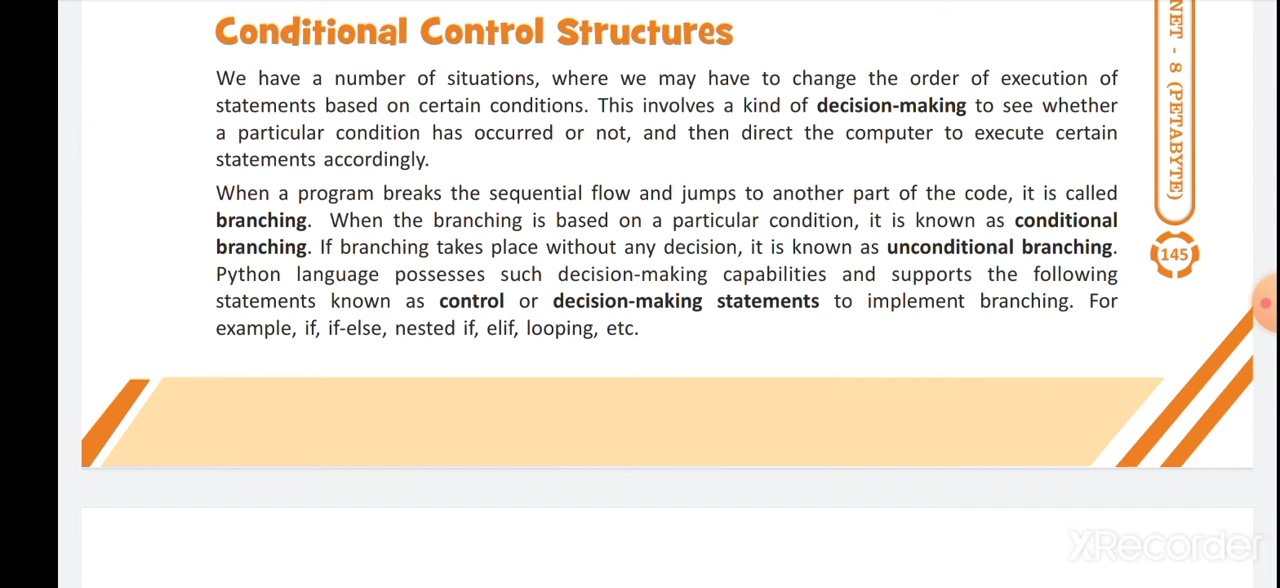 Conditional Control Structures
We have a number of situations, where we may have to change the order of execution of
statements based on certain conditions. This involves a kind of decision-making to see whether
a particular condition has occurred or not, and then direct the computer to execute certain
statements accordingly.
When a program breaks the sequential flow and jumps to another part of the code, it is called
branching. When the branching is based on a particular condition, it is known as conditional
branching. If branching takes place without any decision, it is known as unconditional branching.
Python language possesses such decision-making capabilities and supports the following
statements known as control or decision-making statements to implement branching. For
example, if, if-else, nested if, elif, looping, etc.
NET - 8 (PETABYTE)
145
XRecorder